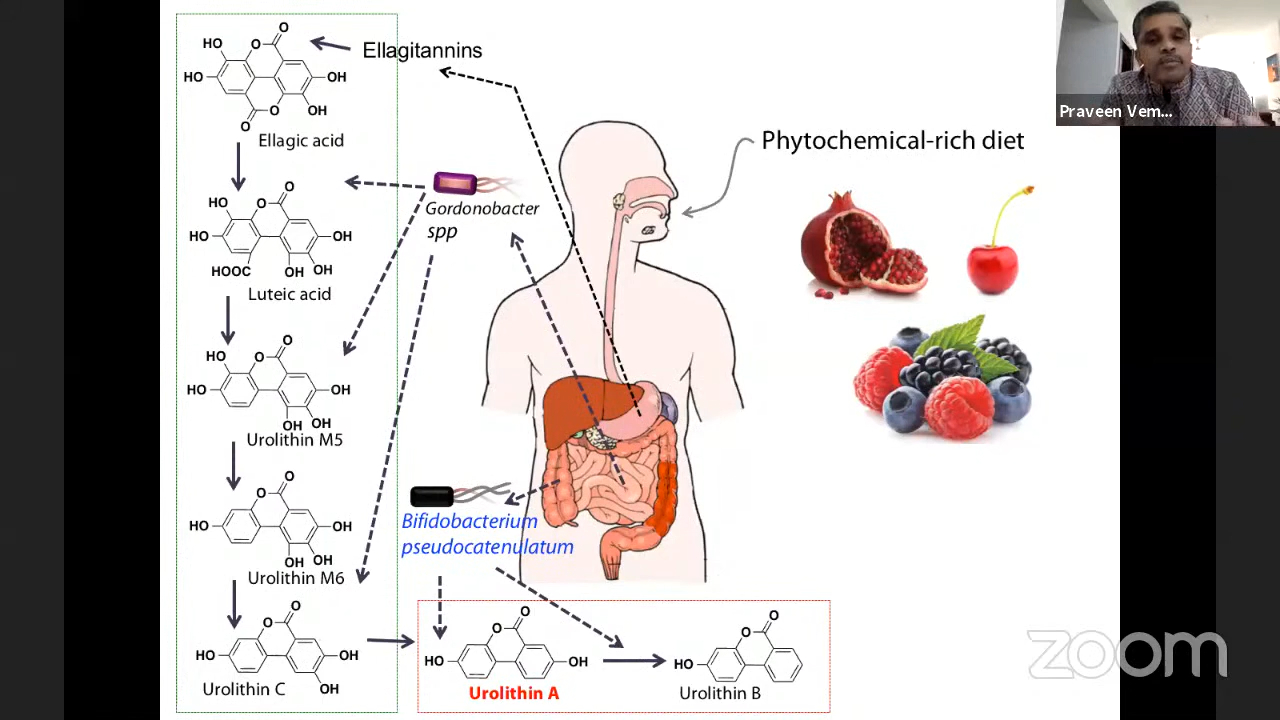 Praveen Vem...
Ellagitannins
Phytochemical-rich diet
HO
HO
O
O
OH
OH
O
O
Ellagic acid
HO
HO
O
O
OH
OH
OH
HOOC
Luteic acid
Gordonobacter
spp
HO
HO
O
O
OH
OH
OH
Urolithin M5
HO
O
O
OH
OH
OH
Urolithin M6
Bifidobacterium
pseudocatenulatum
HO
O
O
OH
OH
Urolithin C
HO
O
O
OH
Urolithin A
HO
O
O
Urolithin B
zoom